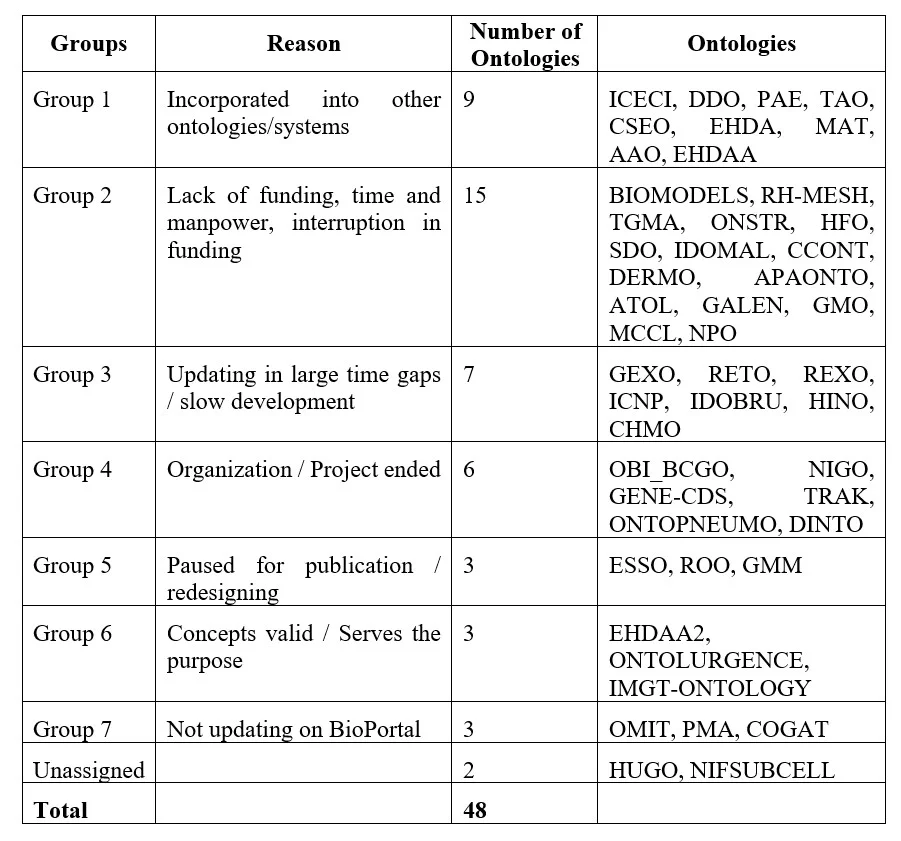 Groups Reason Number of Ontologies Ontologies
Group 1 Incorporated into other 9 ICECI, DDO, PAE, TAO,
ontologies/systems CSEO, EHDA, MAT,
AAO, EHDAA
Group 2 Lack of funding, time and 15 BIOMODELS, RH-MESH,
manpower, interruption in TGMA, ONSTR, HFO,
funding SDO, IDOMAL, CCONT,
DERMO, APAONTO,
ATOL, GALEN, GMO,
MCCL, NPO
Group 3 Updating in large time gaps 7 GEXO, RETO, REXO,
/ slow development ICNP, IDOBRU, HINO,
CHMO
Group 4 Organization / Project ended 6 OBI_BCGO, NIGO,
GENE-CDS, TRAK,
ONTOPNEUMO, DINTO
Group 5 Paused for publication / 3 ESSO, ROO, GMM
redesigning
Group 6 Concepts valid / Serves the 3 EHDAA2,
purpose ONTOLURGENCE,
IMGT-ONTOLOGY
Group 7 Not updating on BioPortal 3 OMIT, PMA, COGAT
Unassigned 2 HUGO, NIFSUBCELL
Total 48